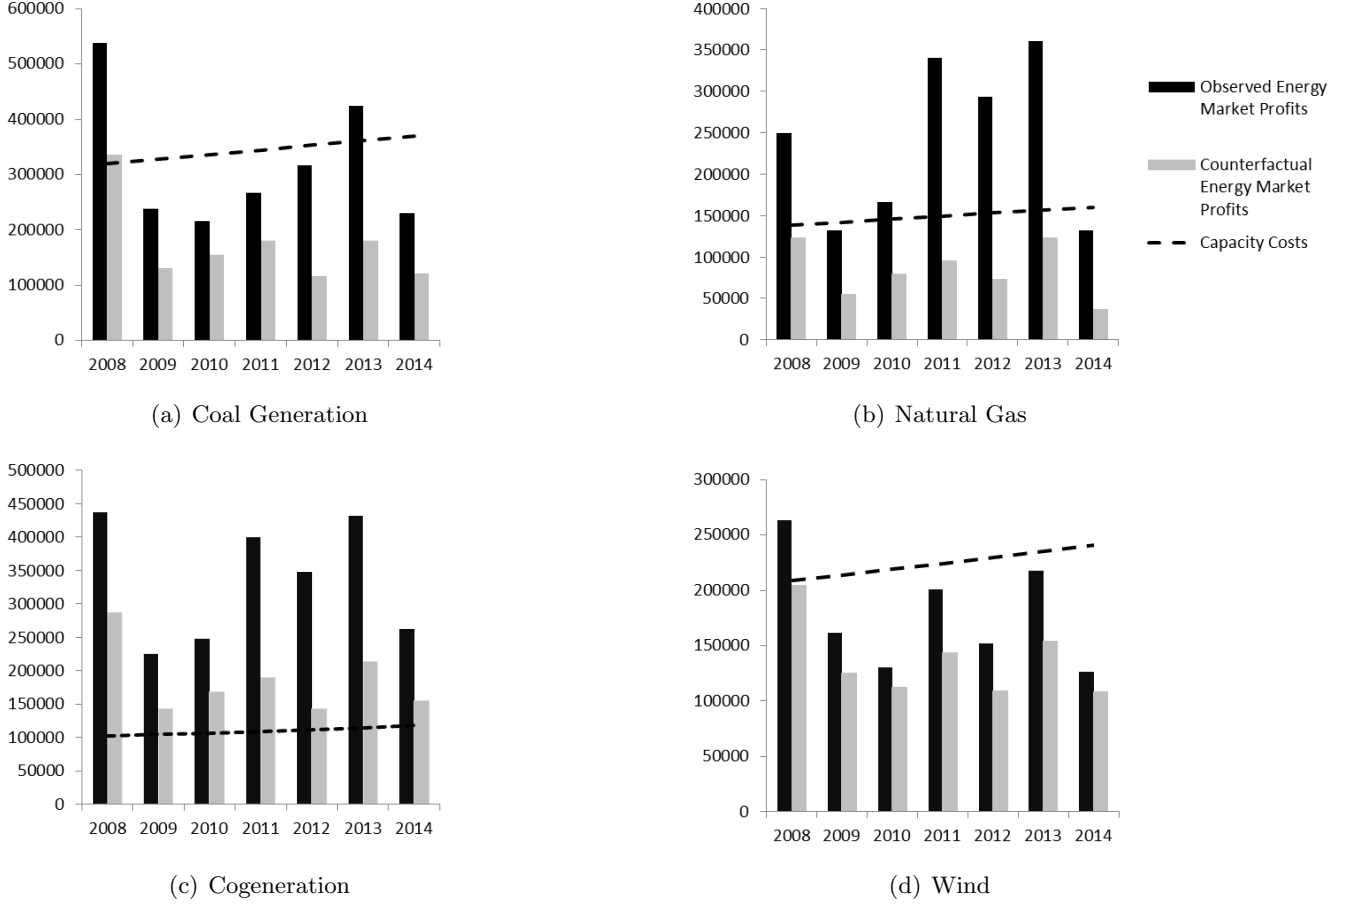 600000
500000
400000
300000
200000
100000
0
2008 2009 2010 2011 2012 2013 2014
(a) Coal Generation
400000
350000
300000
250000
200000
150000
100000
50000
0
2008 2009 2010 2011 2012 2013 2014
(b) Natural Gas
Observed Energy
Market Profits
Counterfactual
Energy Market
Profits
Capacity Costs
500000
450000
400000
350000
300000
250000
200000
150000
100000
50000
0
2008 2009 2010 2011 2012 2013 2014
(c) Cogeneration
300000
250000
200000
150000
100000
50000
0
2008 2009 2010 2011 2012 2013 2014
(d) Wind